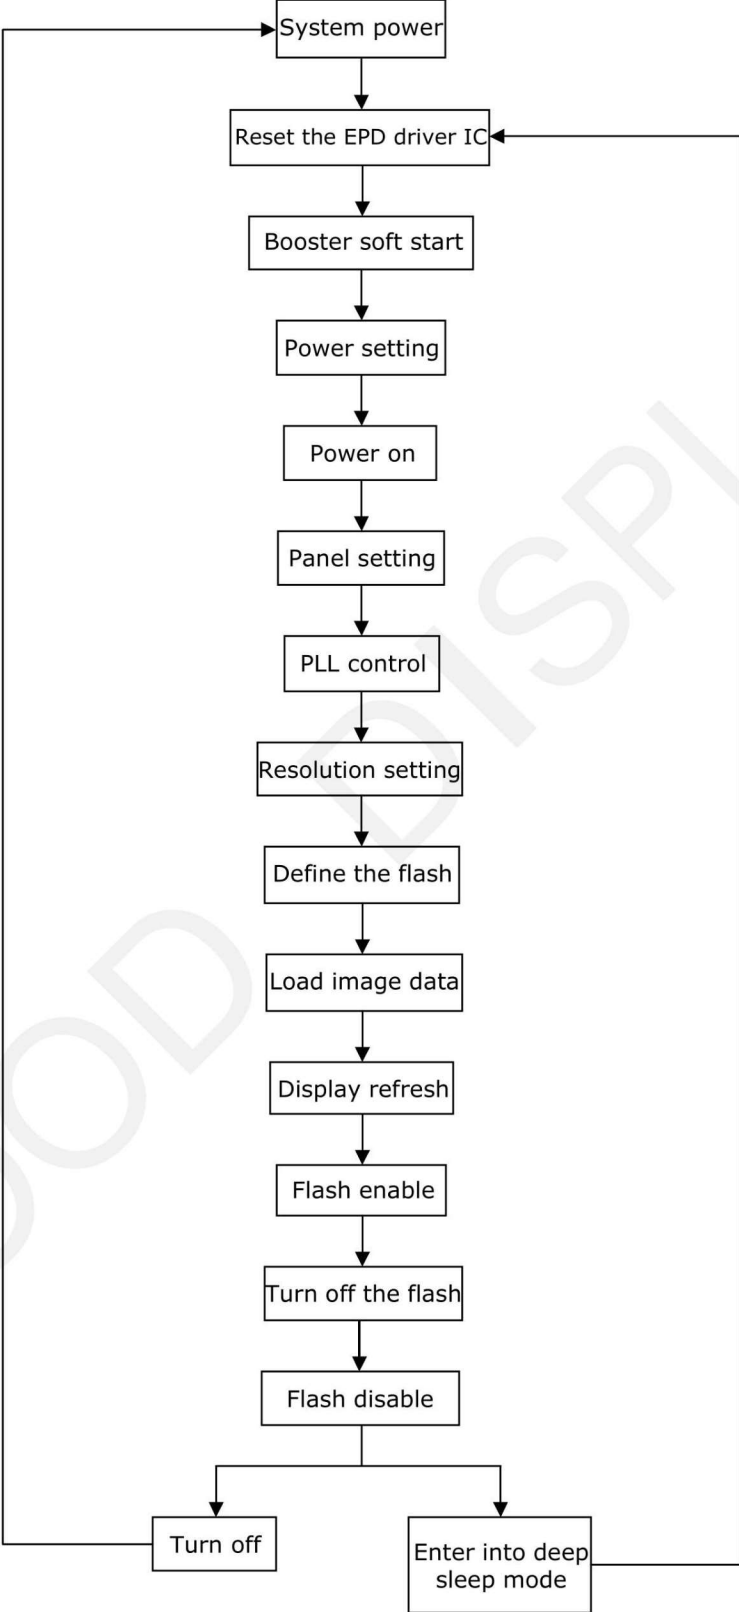 System power
Reset the EPD driver IC
Booster soft start
Power setting
Power on
Panel setting
PLL control
Resolution setting
Define the flash
Load image data
Display refresh
Flash enable
Turn off the flash
Flash disable
Turn off
Enter into deep
sleep mode
OOD DISPL